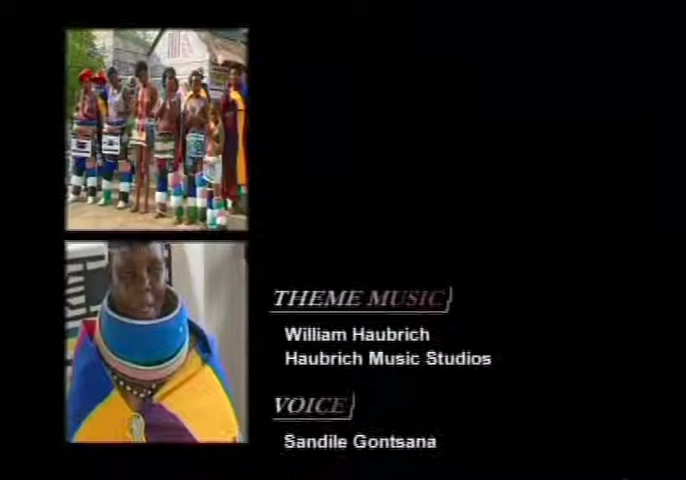 THEME MUSIC
William Haubrich
Haubrich Music Studios
VOICE
Sandile Gontsana